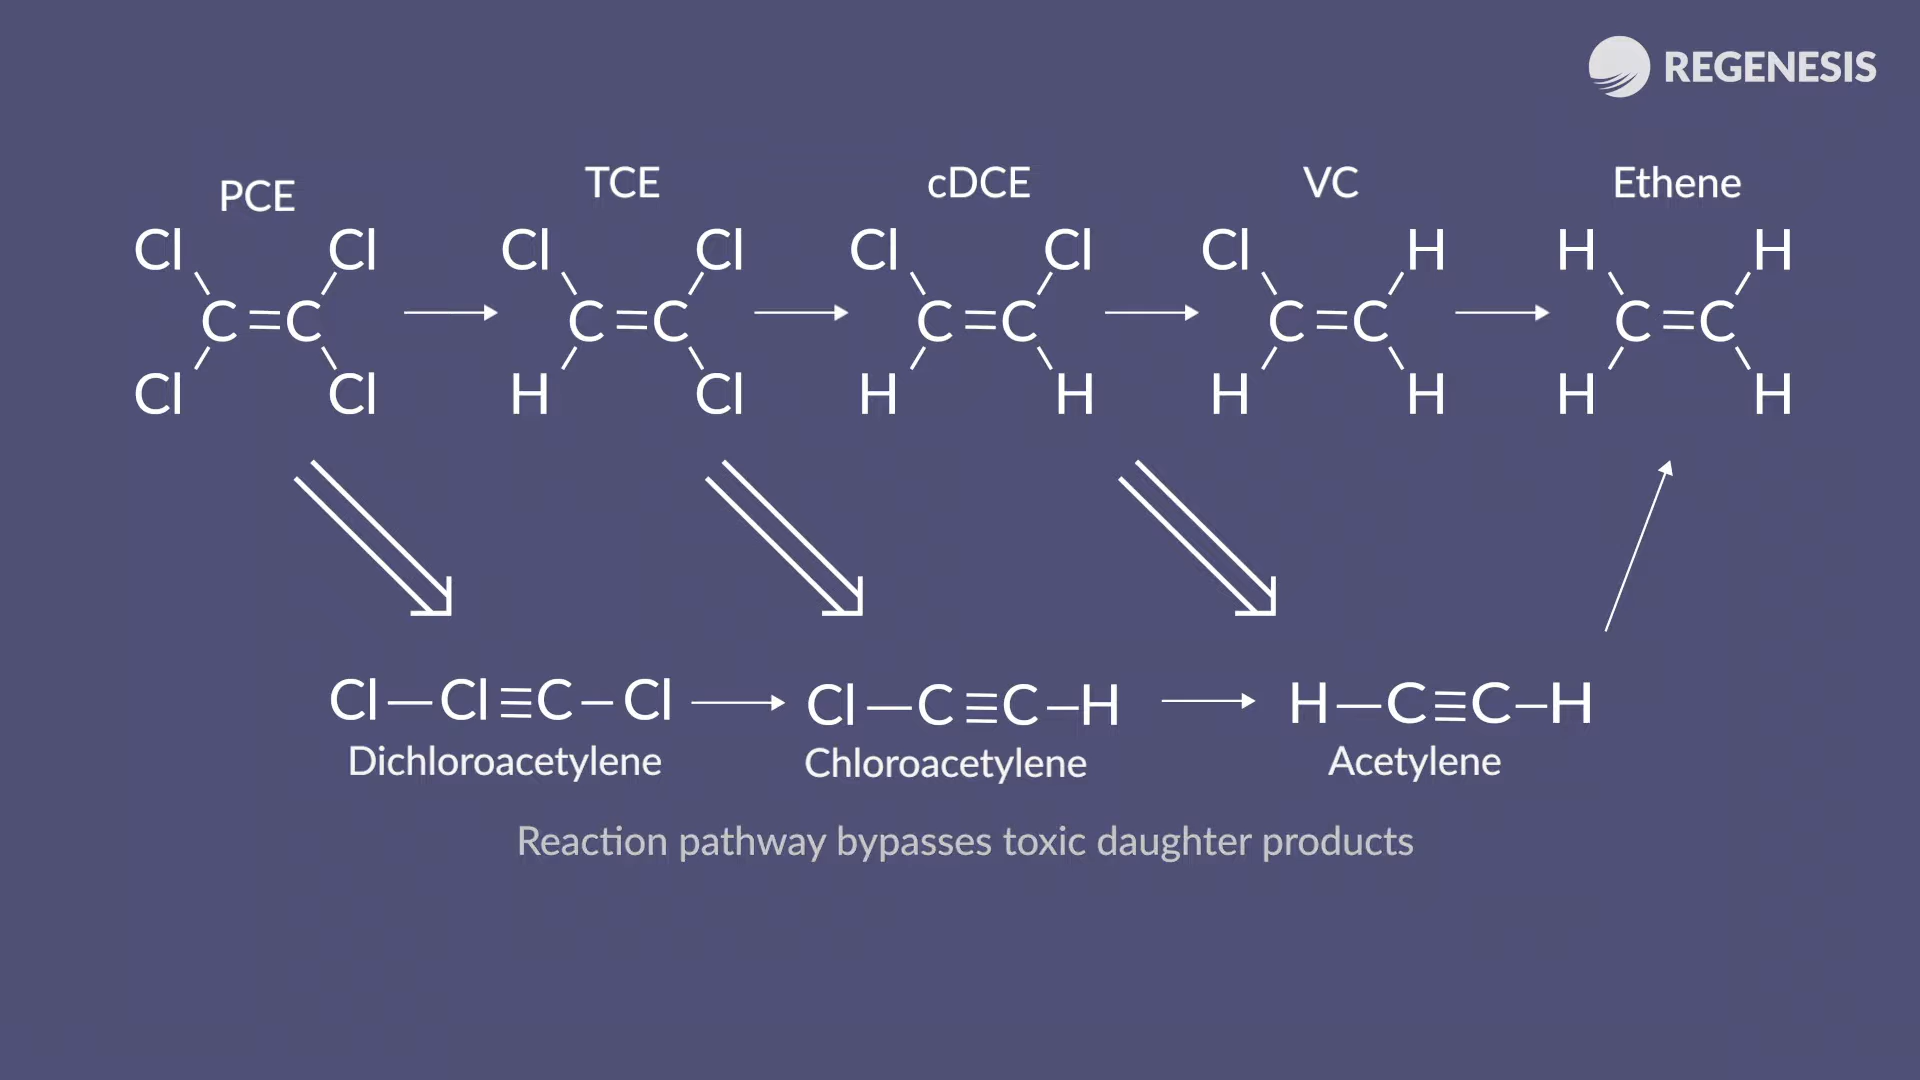 REGENESIS
PCE TCE cDCE VC Ethene
Cl Cl Cl Cl Cl Cl Cl H H H
C=C C=C C=C C=C C=C
Cl Cl H Cl H H H H H H
Cl—Cl≡C—Cl Cl—C≡C—H H—C≡C—H
Dichloroacetylene Chloroacetylene Acetylene
Reaction pathway bypasses toxic daughter products